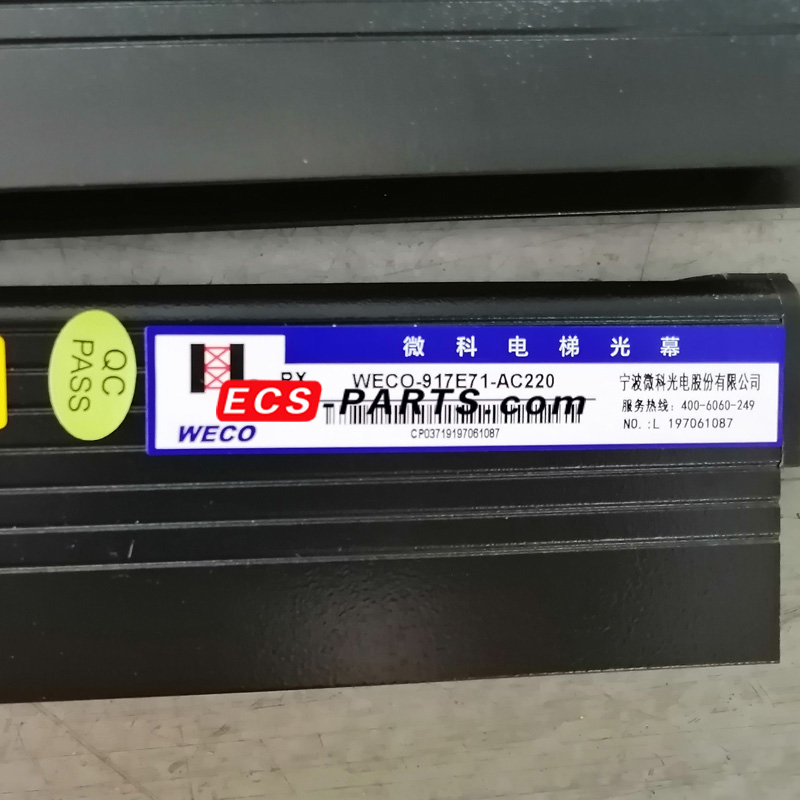 QC
PASS
微科电梯光幕
RX WECO-917E71-AC220
ECS-PARTS.com
CP03719197061087
WECO
宁波微科光电股份有限公司
服务热线: 400-6060-249
NO.:L 197061087